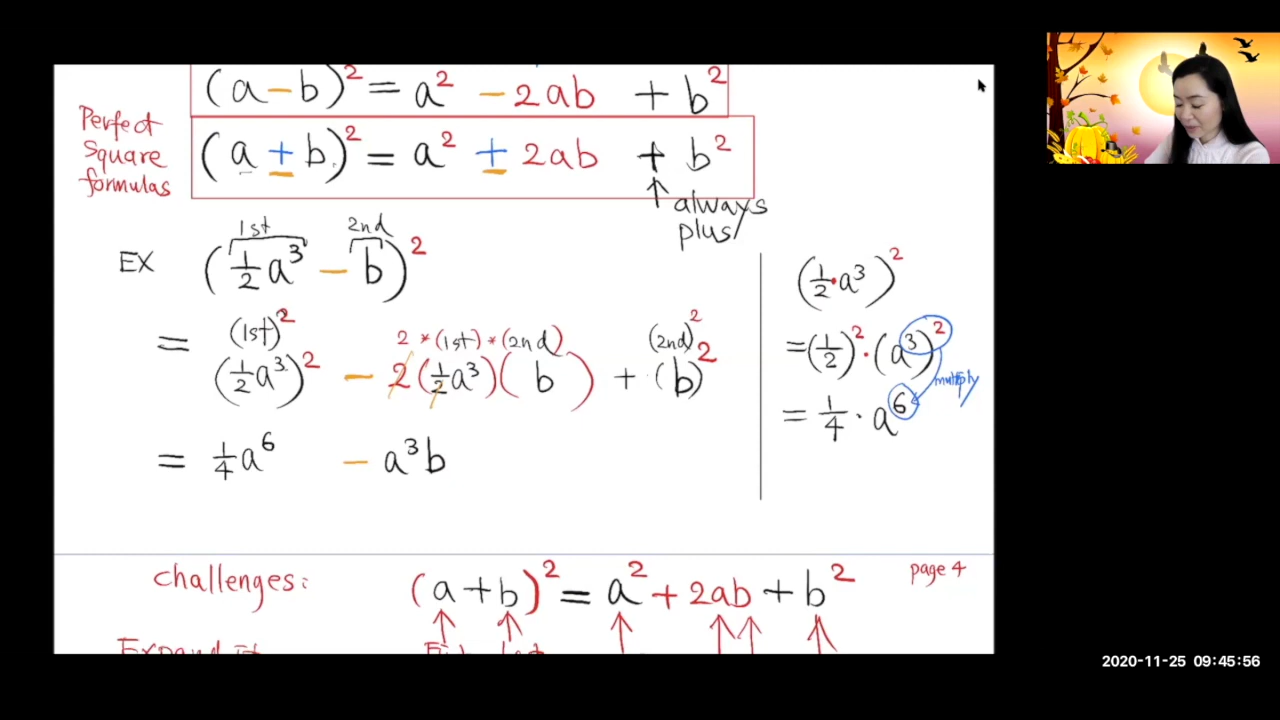 (a − b)² = a² − 2ab + b²
Perfect Square formulas
(a ± b)² = a² ± 2ab + b²
↑ always plus
EX
1st 2nd
(½a³ − b)²
(1st)² 2 * (1st) * (2nd) (2nd)²
= (½a³)² − 2(½a³)(b) + (b)²
= ¼a⁶ − a³b
(½·a³)²
= (½)²·(a³)²
multiply
= ¼ · a⁶
challenges: (a + b)² = a² + 2ab + b² page 4
2020-11-25 09:45:56